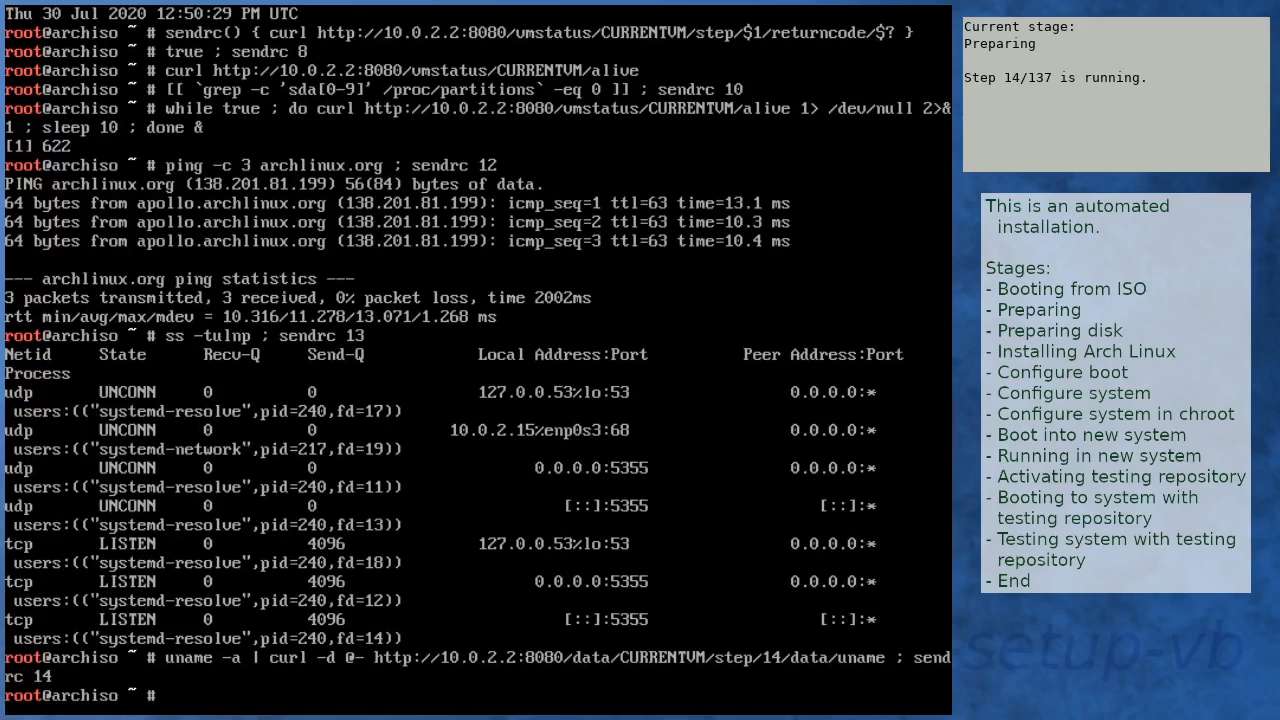 Thu 30 Jul 2020 12:50:29 PM UTC
root@archiso ~ # sendrc() { curl http://10.0.2.2:8080/vmstatus/CURRENTVM/step/$1/returncode/$? }
root@archiso ~ # true ; sendrc 8
root@archiso ~ # curl http://10.0.2.2:8080/vmstatus/CURRENTVM/alive
root@archiso ~ # [[ `grep -c 'sda[0-9]' /proc/partitions` -eq 0 ]] ; sendrc 10
root@archiso ~ # while true ; do curl http://10.0.2.2:8080/vmstatus/CURRENTVM/alive 1> /dev/null 2>&
1 ; sleep 10 ; done &
[1] 622
root@archiso ~ # ping -c 3 archlinux.org ; sendrc 12
PING archlinux.org (138.201.81.199) 56(84) bytes of data.
64 bytes from apollo.archlinux.org (138.201.81.199): icmp_seq=1 ttl=63 time=13.1 ms
64 bytes from apollo.archlinux.org (138.201.81.199): icmp_seq=2 ttl=63 time=10.3 ms
64 bytes from apollo.archlinux.org (138.201.81.199): icmp_seq=3 ttl=63 time=10.4 ms
--- archlinux.org ping statistics ---
3 packets transmitted, 3 received, 0% packet loss, time 2002ms
rtt min/avg/max/mdev = 10.316/11.278/13.071/1.268 ms
root@archiso ~ # ss -tulnp ; sendrc 13
Netid State Recv-Q Send-Q Local Address:Port Peer Address:Port
Process
udp UNCONN 0 0 127.0.0.53%lo:53 0.0.0.0:*
users:(("systemd-resolve",pid=240,fd=17))
udp UNCONN 0 0 10.0.2.15%enp0s3:68 0.0.0.0:*
users:(("systemd-network",pid=217,fd=19))
udp UNCONN 0 0 0.0.0.0:5355 0.0.0.0:*
users:(("systemd-resolve",pid=240,fd=11))
udp UNCONN 0 0 [::]:5355 [::]:*
users:(("systemd-resolve",pid=240,fd=13))
tcp LISTEN 0 4096 127.0.0.53%lo:53 0.0.0.0:*
users:(("systemd-resolve",pid=240,fd=18))
tcp LISTEN 0 4096 0.0.0.0:5355 0.0.0.0:*
users:(("systemd-resolve",pid=240,fd=12))
tcp LISTEN 0 4096 [::]:5355 [::]:*
users:(("systemd-resolve",pid=240,fd=14))
root@archiso ~ # uname -a | curl -d @- http://10.0.2.2:8080/data/CURRENTVM/step/14/data/uname ; send
rc 14
root@archiso ~ #
Current stage:
Preparing
Step 14/137 is running.
This is an automated
installation.
Stages:
- Booting from ISO
- Preparing
- Preparing disk
- Installing Arch Linux
- Configure boot
- Configure system
- Configure system in chroot
- Boot into new system
- Running in new system
- Activating testing repository
- Booting to system with
testing repository
- Testing system with testing
repository
- End
setup-vb